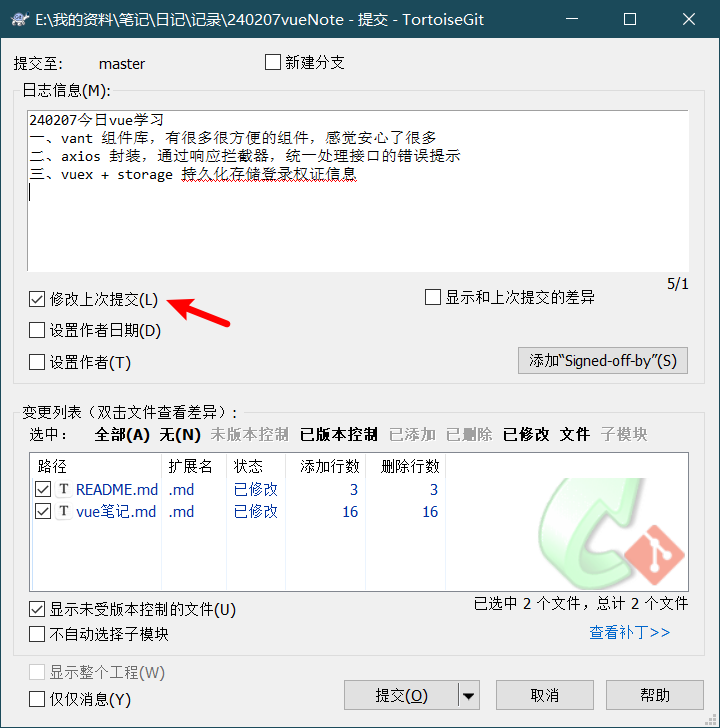 E:\我的资料\笔记\日记\记录\240207vueNote - 提交 - TortoiseGit
提交至: master 新建分支
日志信息(M):
240207今日vue学习
一、vant 组件库，有很多很方便的组件，感觉安心了很多
二、axios 封装，通过响应拦截器，统一处理接口的错误提示
三、vuex + storage 持久化存储登录权证信息
5/1
修改上次提交(L) 显示和上次提交的差异
设置作者日期(D)
设置作者(T) 添加“Signed-off-by”(S)
变更列表（双击文件查看差异）:
选中： 全部(A) 无(N) 未版本控制 已版本控制 已添加 已删除 已修改 文件 子模块
路径 扩展名 状态 添加行数 删除行数
T README.md .md 已修改 3 3
T vue笔记.md .md 已修改 16 16
显示未受版本控制的文件(U) 已选中 2 个文件，总计 2 个文件
不自动选择子模块 查看补丁>>
显示整个工程(W)
仅仅消息(Y) 提交(O) 取消 帮助